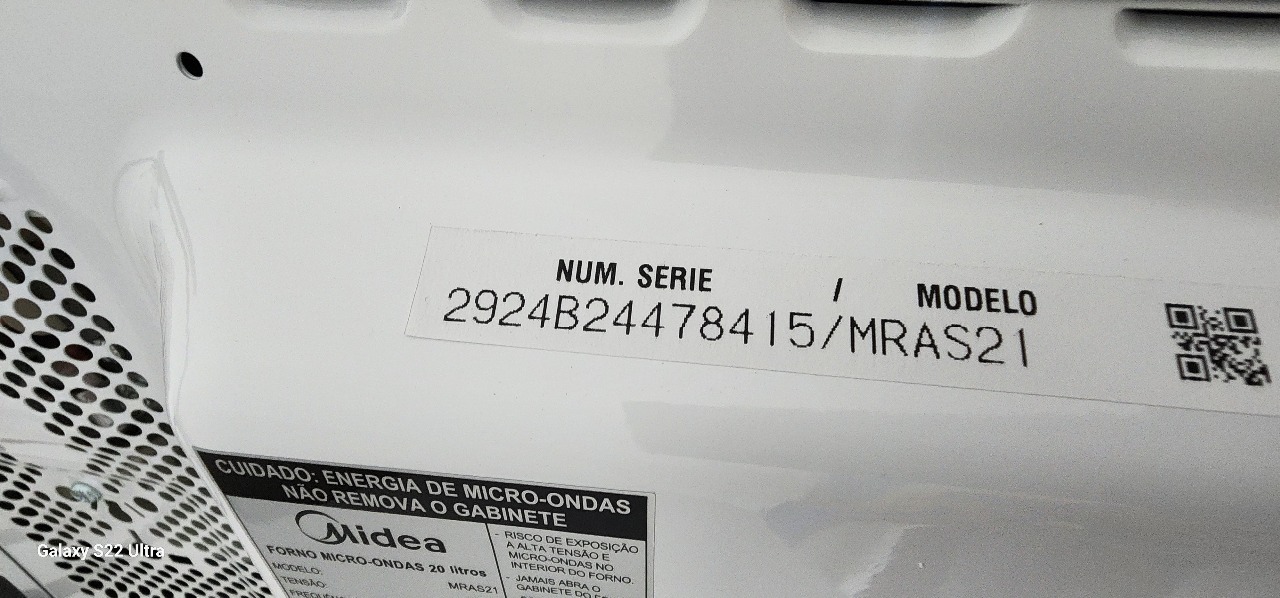 NUM. SERIE / MODELO
2924B24478415/MRAS21
CUIDADO: ENERGIA DE MICRO-ONDAS
NÃO REMOVA O GABINETE
Midea
FORNO MICRO-ONDAS 20 litros
MODELO: MRAS21
TENSÃO:
- RISCO DE EXPOSIÇÃO
A ALTA TENSÃO E
MICRO-ONDAS NO
INTERIOR DO FORNO.
- JAMAIS ABRA O
GABINETE DO
Galaxy S22 Ultra